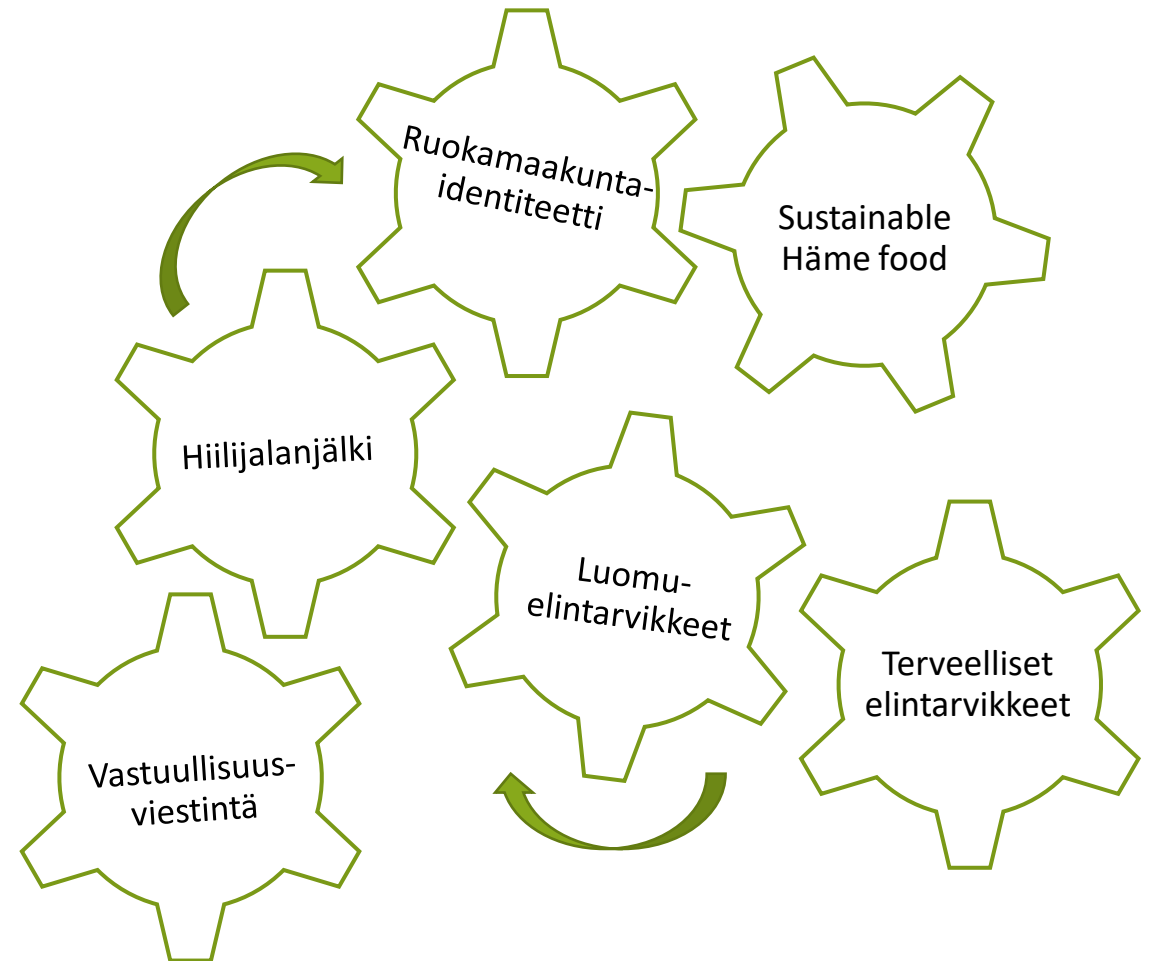 Ruokamaakunta-
identiteetti
Sustainable
Häme food
Hiilijalanjälki
Luomu-
elintarvikkeet
Terveelliset
elintarvikkeet
Vastuullisuus-
viestintä